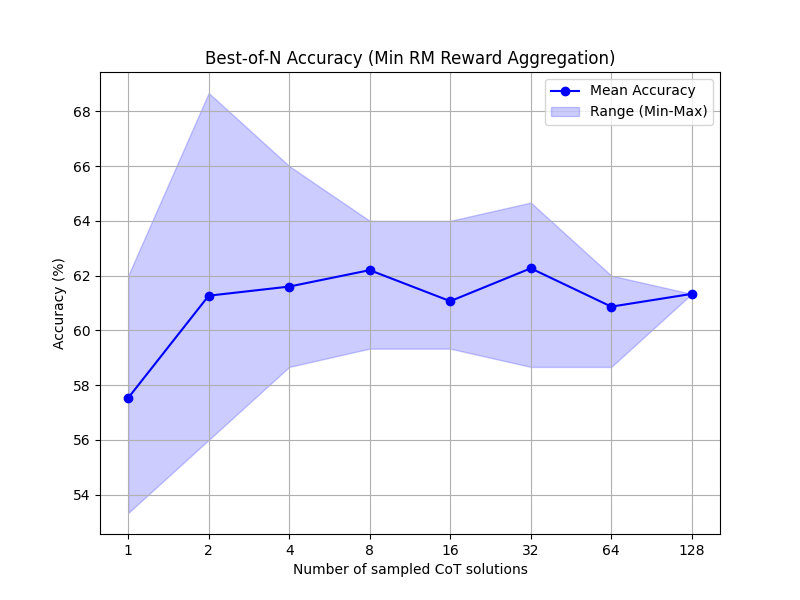 Best-of-N Accuracy (Min RM Reward Aggregation)
Mean Accuracy
Range (Min-Max)
Accuracy (%)
68
66
64
62
60
58
56
54
1 2 4 8 16 32 64 128
Number of sampled CoT solutions